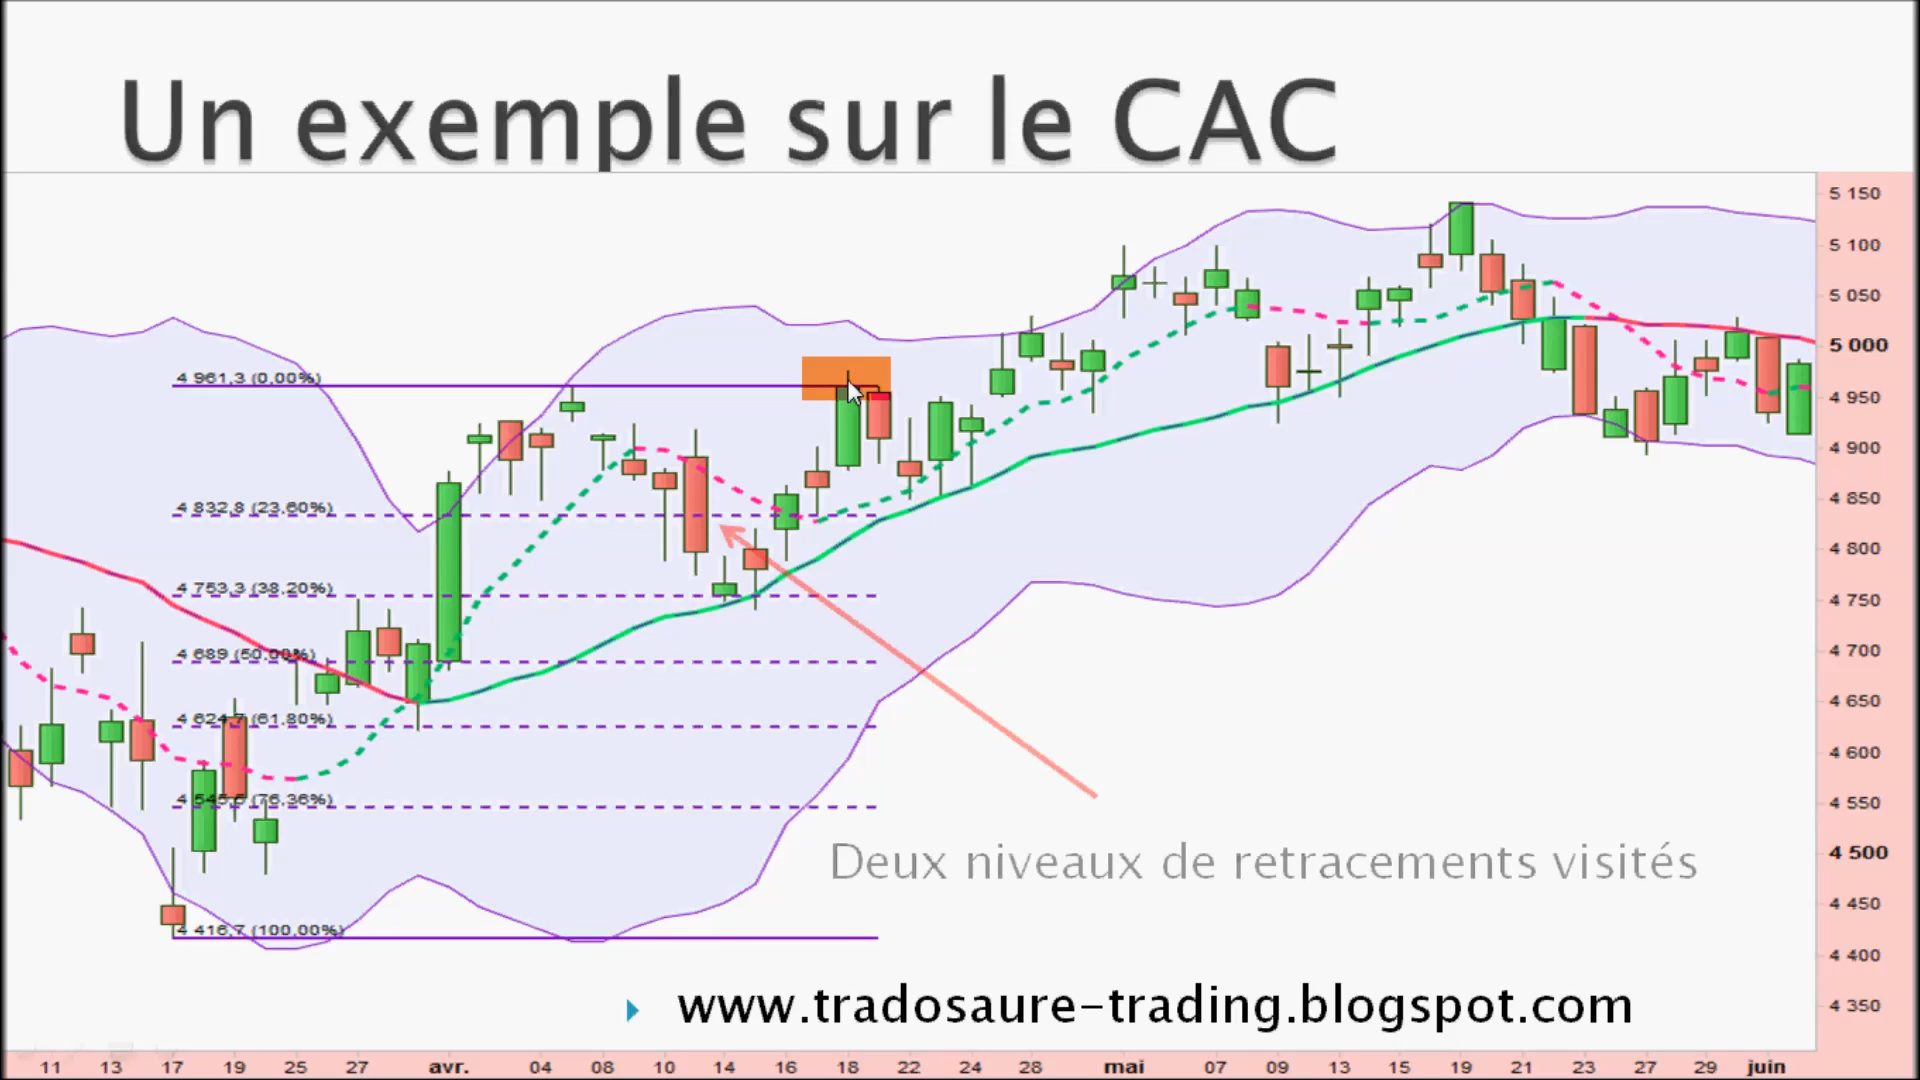 Un exemple sur le CAC
5 150
5 100
5 050
5 000
4 950
4 900
4 850
4 800
4 750
4 700
4 650
4 600
4 550
4 500
4 450
4 400
4 350
4 961,3 (0,00%)
4 832,8 (23,60%)
4 753,3 (38,20%)
4 689 (50,00%)
4 624,7 (61,80%)
4 545,5 (76,36%)
4 416,7 (100,00%)
Deux niveaux de retracements visités
www.tradosaure-trading.blogspot.com
11 13 17 19 25 27 avr. 04 08 10 14 16 18 22 24 28 mai 07 09 13 15 19 21 23 27 29 juin